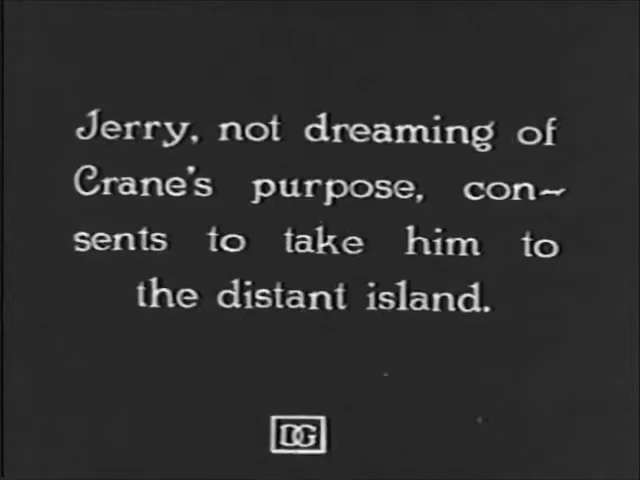 Jerry, not dreaming of
Crane's purpose, con~
sents to take him to
the distant island.
DG